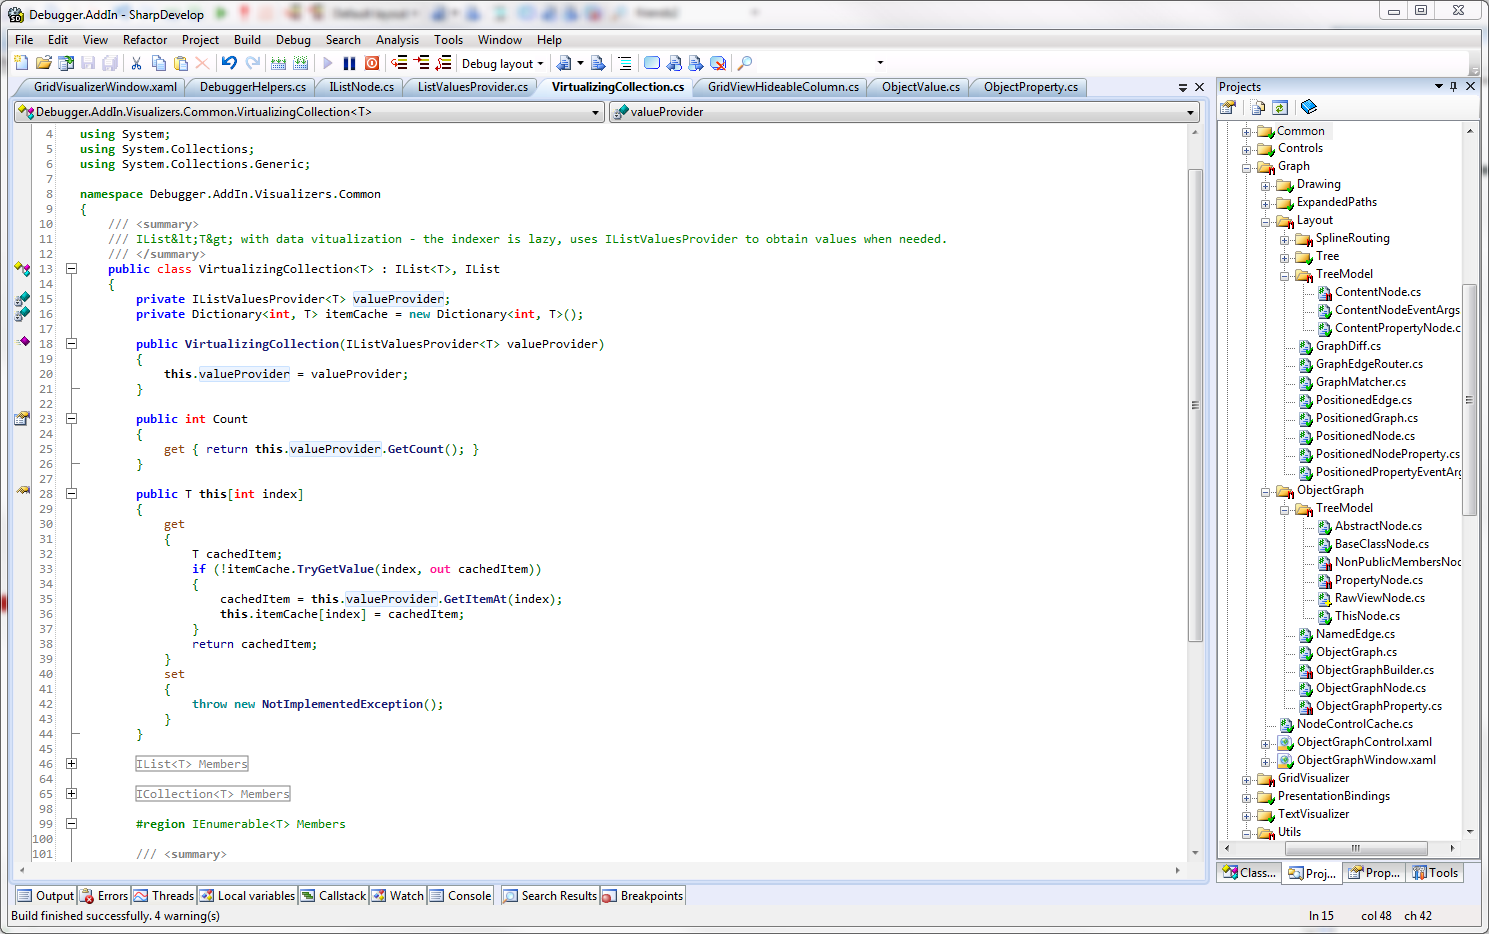 Debugger.AddIn - SharpDevelop
File Edit View Refactor Project Build Debug Search Analysis Tools Window Help
Debug layout
GridVisualizerWindow.xaml DebuggerHelpers.cs IListNode.cs ListValuesProvider.cs VirtualizingCollection.cs GridViewHideableColumn.cs ObjectValue.cs ObjectProperty.cs
Debugger.AddIn.Visualizers.Common.VirtualizingCollection<T> valueProvider
4 using System;
5 using System.Collections;
6 using System.Collections.Generic;
7
8 namespace Debugger.AddIn.Visualizers.Common
9 {
10 /// <summary>
11 /// IList&lt;T&gt; with data vitualization - the indexer is lazy, uses IListValuesProvider to obtain values when needed.
12 /// </summary>
13 public class VirtualizingCollection<T> : IList<T>, IList
14 {
15 private IListValuesProvider<T> valueProvider;
16 private Dictionary<int, T> itemCache = new Dictionary<int, T>();
17
18 public VirtualizingCollection(IListValuesProvider<T> valueProvider)
19 {
20 this.valueProvider = valueProvider;
21 }
22
23 public int Count
24 {
25 get { return this.valueProvider.GetCount(); }
26 }
27
28 public T this[int index]
29 {
30 get
31 {
32 T cachedItem;
33 if (!itemCache.TryGetValue(index, out cachedItem))
34 {
35 cachedItem = this.valueProvider.GetItemAt(index);
36 this.itemCache[index] = cachedItem;
37 }
38 return cachedItem;
39 }
40 set
41 {
42 throw new NotImplementedException();
43 }
44 }
45
46 IList<T> Members
64
65 ICollection<T> Members
98
99 #region IEnumerable<T> Members
100
101 /// <summary>
Projects
Common
Controls
Graph
Drawing
ExpandedPaths
Layout
SplineRouting
Tree
TreeModel
ContentNode.cs
ContentNodeEventArgs
ContentPropertyNode.c
GraphDiff.cs
GraphEdgeRouter.cs
GraphMatcher.cs
PositionedEdge.cs
PositionedGraph.cs
PositionedNode.cs
PositionedNodeProperty.cs
PositionedPropertyEventArg
ObjectGraph
TreeModel
AbstractNode.cs
BaseClassNode.cs
NonPublicMembersNod
PropertyNode.cs
RawViewNode.cs
ThisNode.cs
NamedEdge.cs
ObjectGraph.cs
ObjectGraphBuilder.cs
ObjectGraphNode.cs
ObjectGraphProperty.cs
NodeControlCache.cs
ObjectGraphControl.xaml
ObjectGraphWindow.xaml
GridVisualizer
PresentationBindings
TextVisualizer
Utils
Class... Proj... Prop... Tools
Output Errors Threads Local variables Callstack Watch Console Search Results Breakpoints
Build finished successfully. 4 warning(s)
ln 15 col 48 ch 42